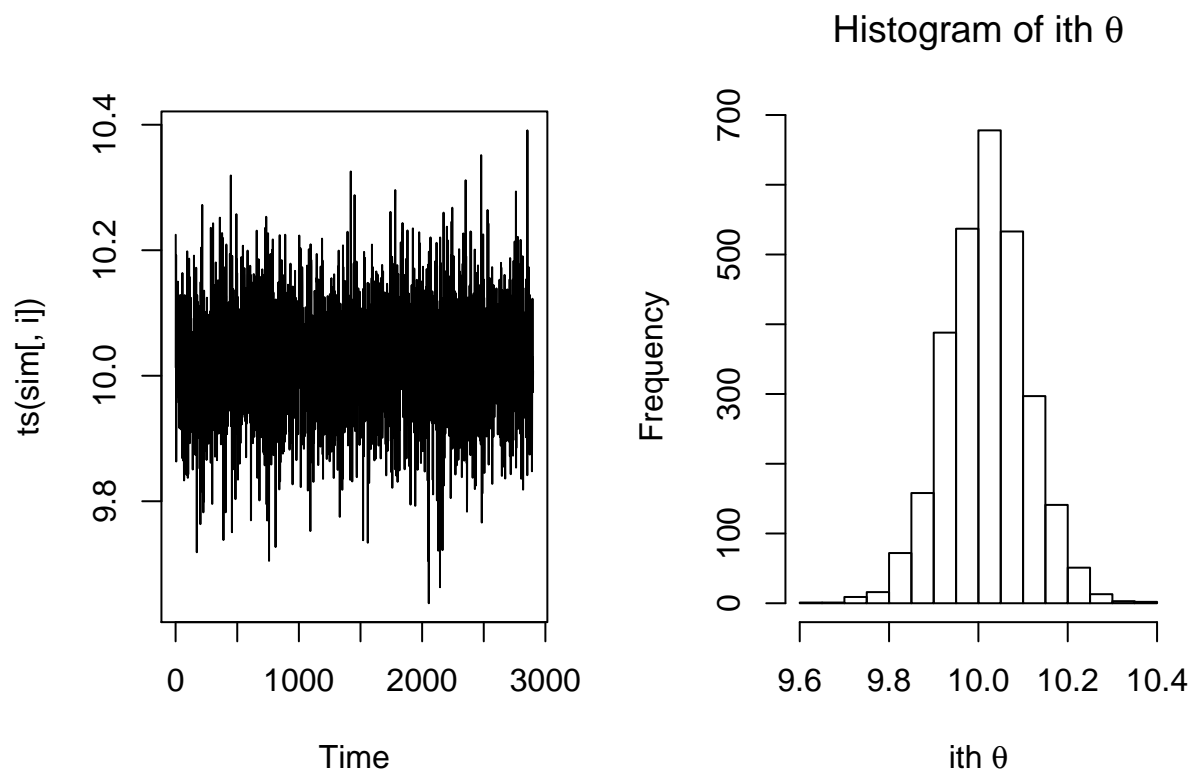 Histogram of ith θ
ts(sim[, i])
10.4
10.2
10.0
9.8
0 1000 2000 3000
Time
Frequency
700
500
300
100
0
9.6 9.8 10.0 10.2 10.4
ith θ